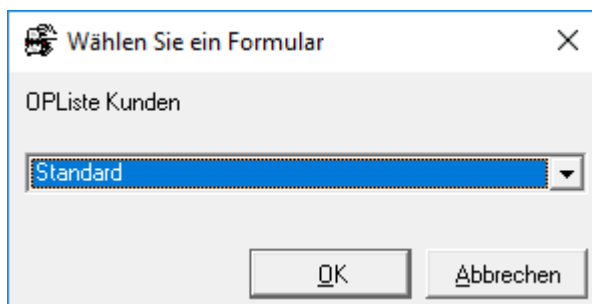 Wählen Sie ein Formular
OPListe Kunden
Standard
OK
Abbrechen